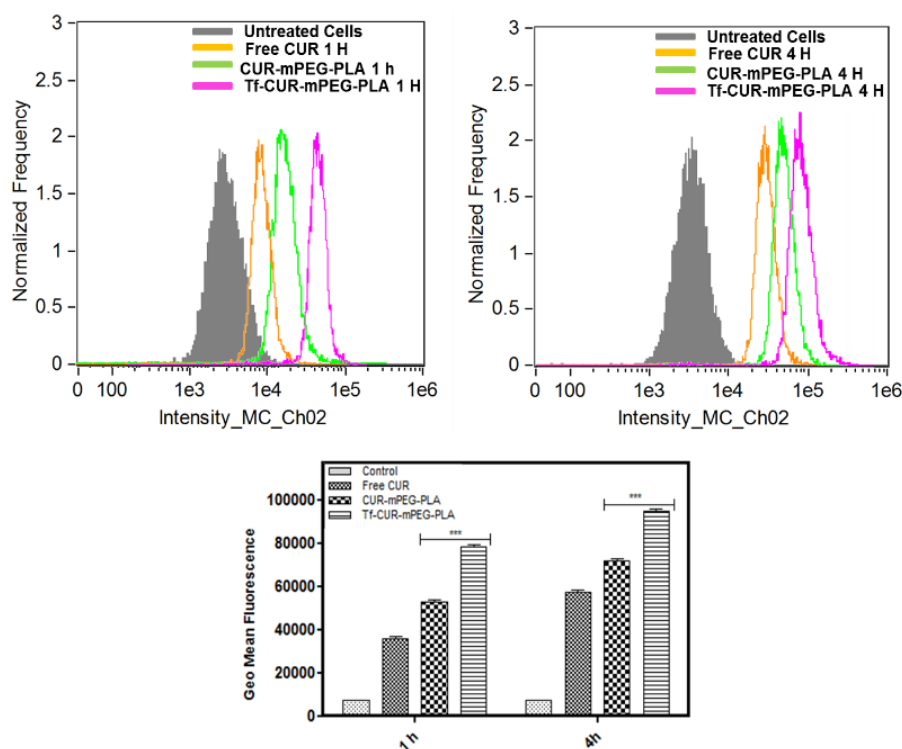 3
2.5
2
1.5
1
0.5
0
Normalized Frequency
Untreated Cells
Free CUR 1 H
CUR-mPEG-PLA 1 h
Tf-CUR-mPEG-PLA 1 H
0 100 1e3 1e4 1e5 1e6
Intensity_MC_Ch02
3
2.5
2
1.5
1
0.5
0
Normalized Frequency
Untreated Cells
Free CUR 4 H
CUR-mPEG-PLA 4 H
Tf-CUR-mPEG-PLA 4 H
0 100 1e3 1e4 1e5 1e6
Intensity_MC_Ch02
Control
Free CUR
CUR-mPEG-PLA
Tf-CUR-mPEG-PLA
100000
80000
60000
40000
20000
0
Geo Mean Fluorescence
***
***
1 h
4h